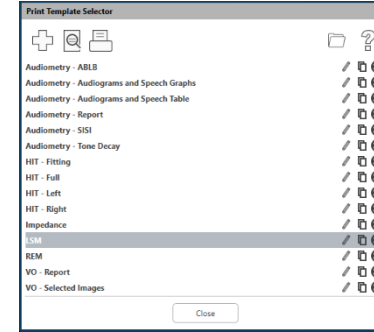 Print Template Selector
Audiometry - ABLB
Audiometry - Audiograms and Speech Graphs
Audiometry - Audiograms and Speech Table
Audiometry - Report
Audiometry - SISI
Audiometry - Tone Decay
HIT - Fitting
HIT - Full
HIT - Left
HIT - Right
Impedance
LSM
REM
VO - Report
VO - Selected Images
Close